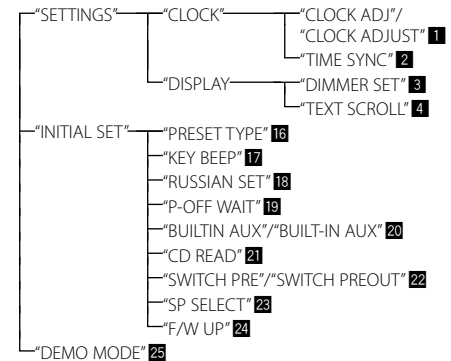 “SETTINGS” “CLOCK” “CLOCK ADJ”/
“CLOCK ADJUST” 1
“TIME SYNC” 2
“DISPLAY “DIMMER SET” 3
“TEXT SCROLL” 4
“INITIAL SET” “PRESET TYPE” 16
“KEY BEEP” 17
“RUSSIAN SET” 18
“P-OFF WAIT” 19
“BUILTIN AUX”/“BUILT-IN AUX” 20
“CD READ” 21
“SWITCH PRE”/“SWITCH PREOUT” 22
“SP SELECT” 23
“F/W UP” 24
“DEMO MODE” 25